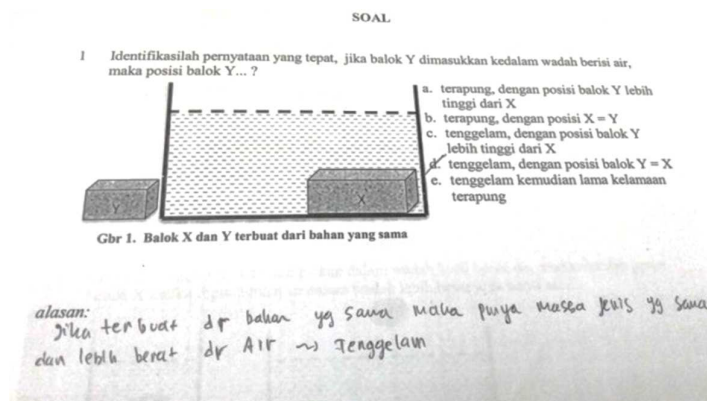 SOAL
1 Identifikasilah pernyataan yang tepat, jika balok Y dimasukkan kedalam wadah berisi air,
maka posisi balok Y... ?
a. terapung, dengan posisi balok Y lebih
tinggi dari X
b. terapung, dengan posisi X = Y
c. tenggelam, dengan posisi balok Y
lebih tinggi dari X
d. tenggelam, dengan posisi balok Y = X
e. tenggelam kemudian lama kelamaan
terapung
Y
X
Gbr 1. Balok X dan Y terbuat dari bahan yang sama
alasan:
jika terbuat dr bahan yg sama maka punya massa jenis yg sama
dan lebih berat dr Air ~> Tenggelam